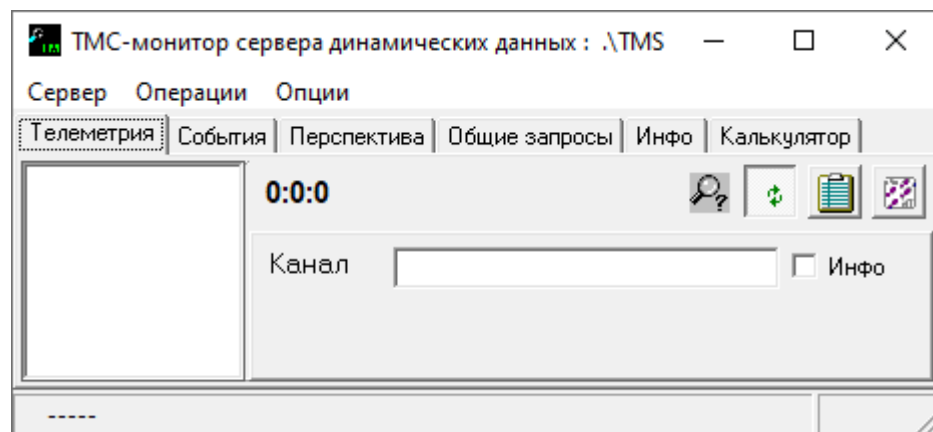 ТМС-монитор сервера динамических данных : .\TMS
Сервер Операции Опции
Телеметрия События Перспектива Общие запросы Инфо Калькулятор
0:0:0
Канал Инфо
-----